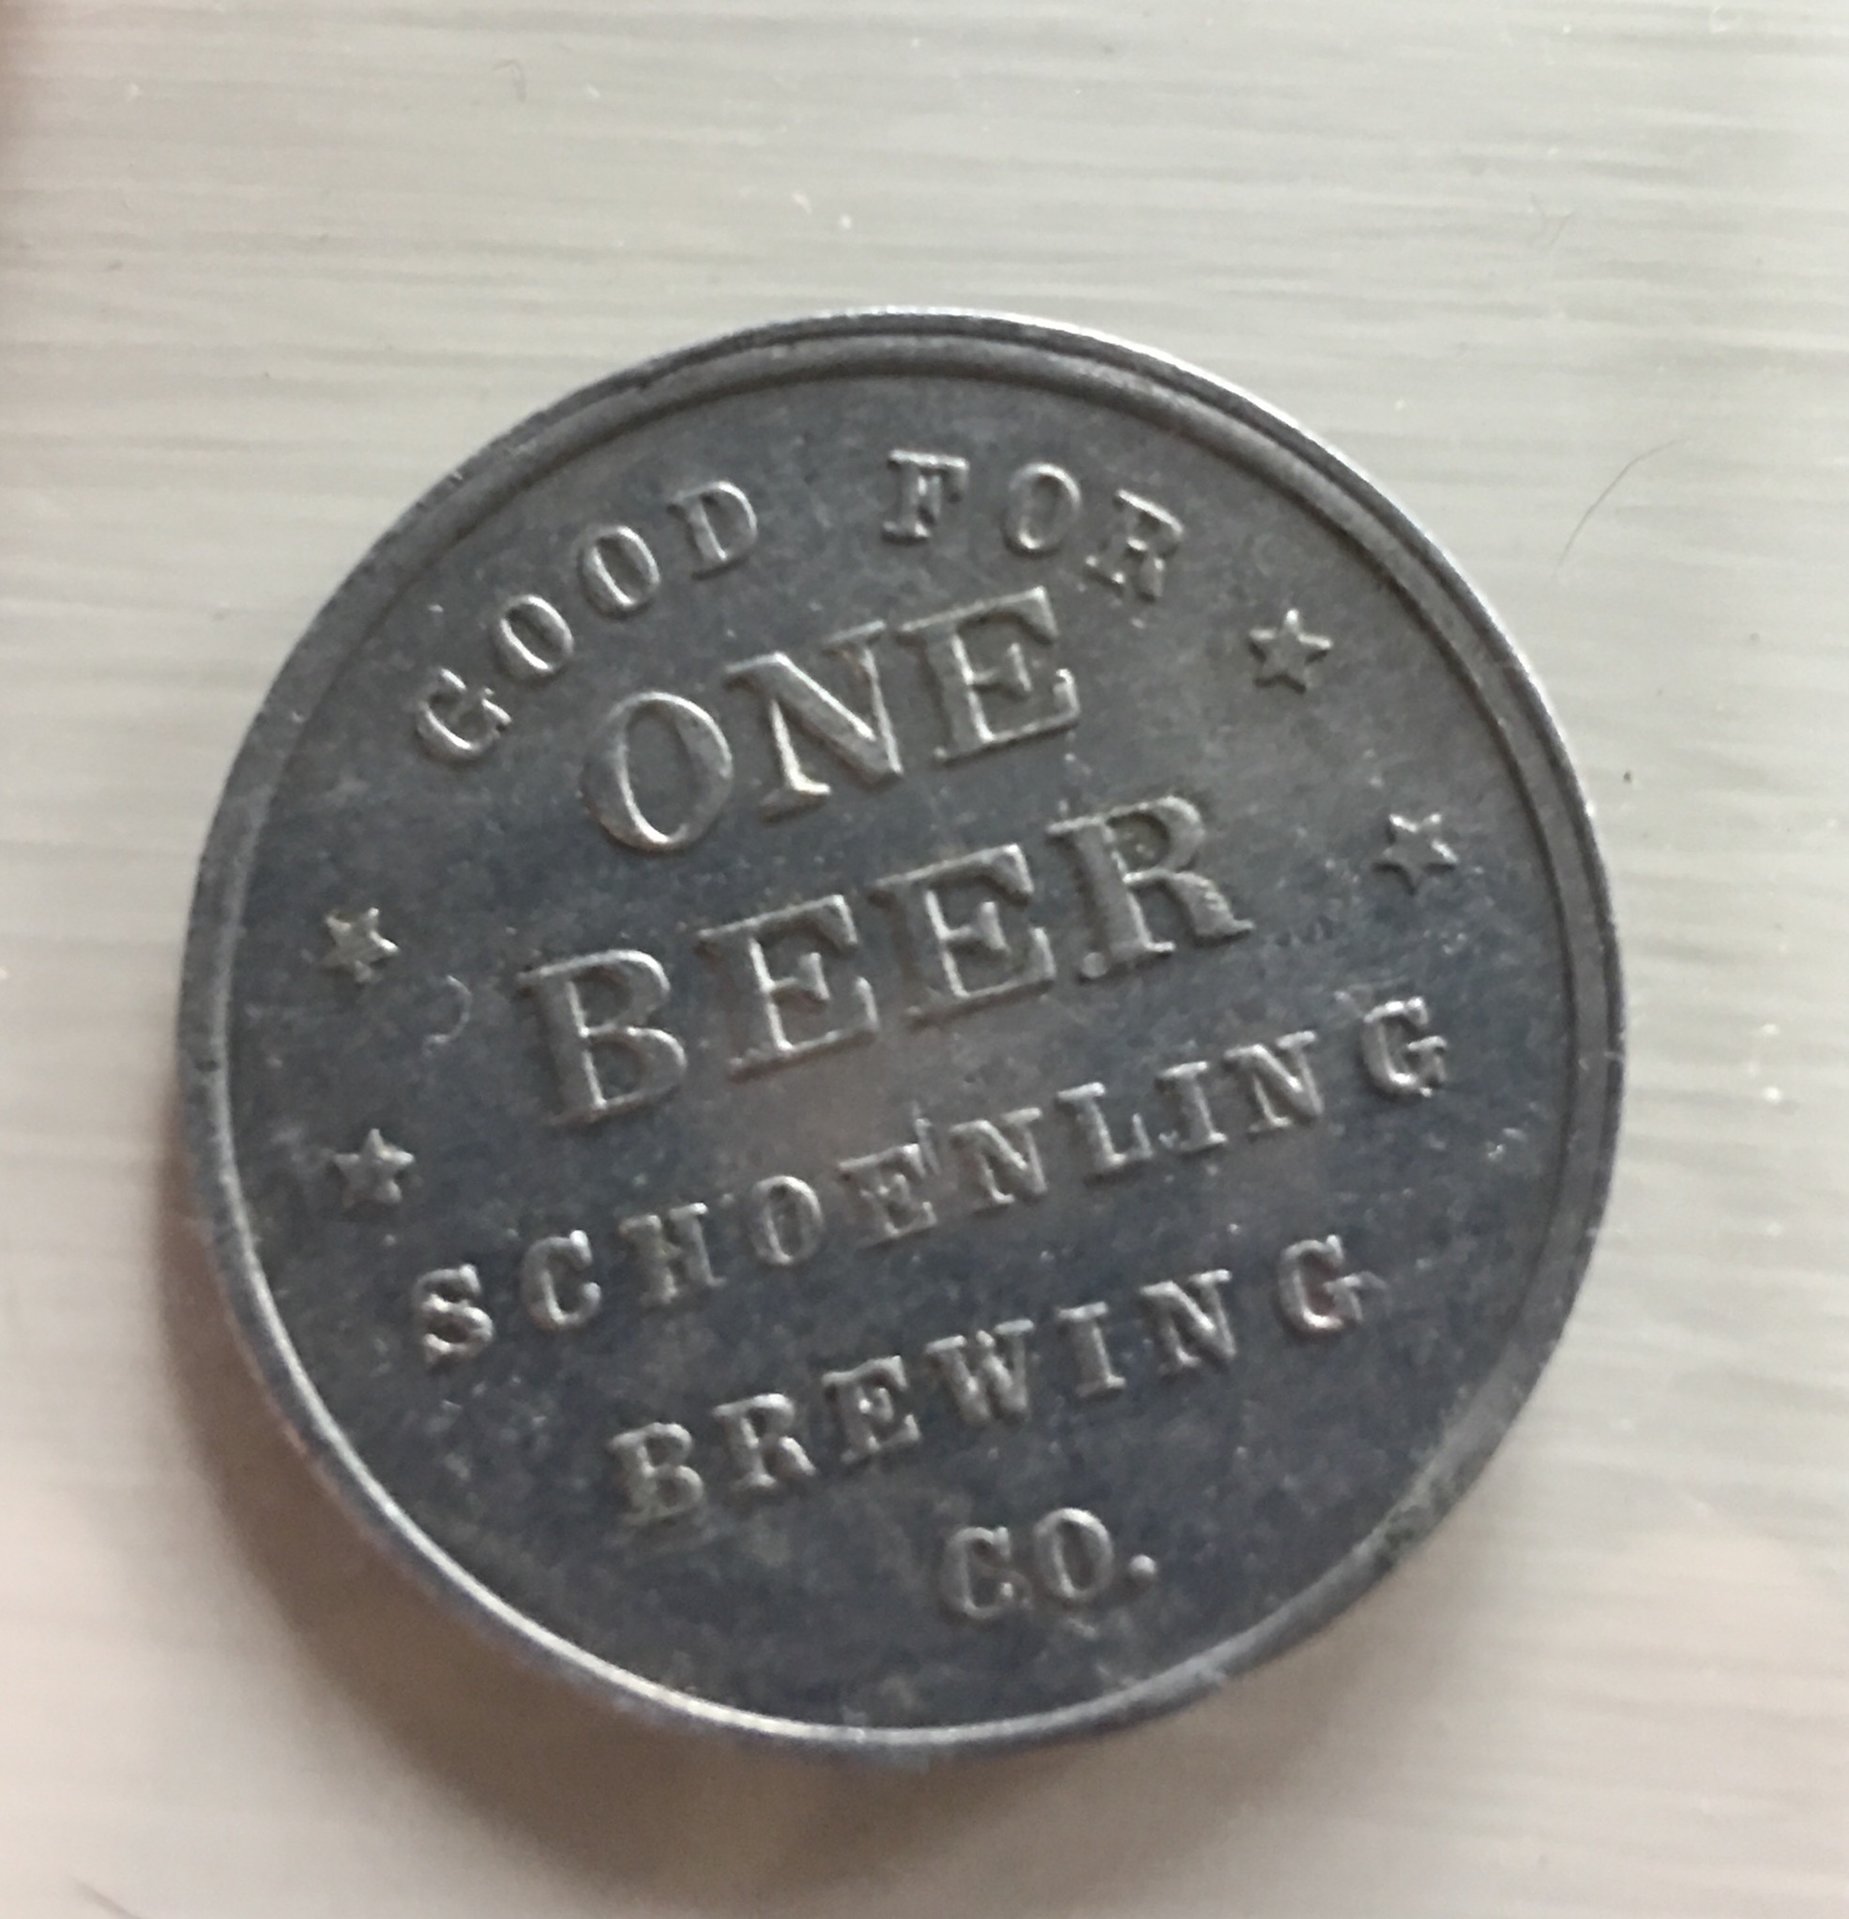 GOOD FOR
ONE
BEER
SCHOENLING
BREWING
CO.